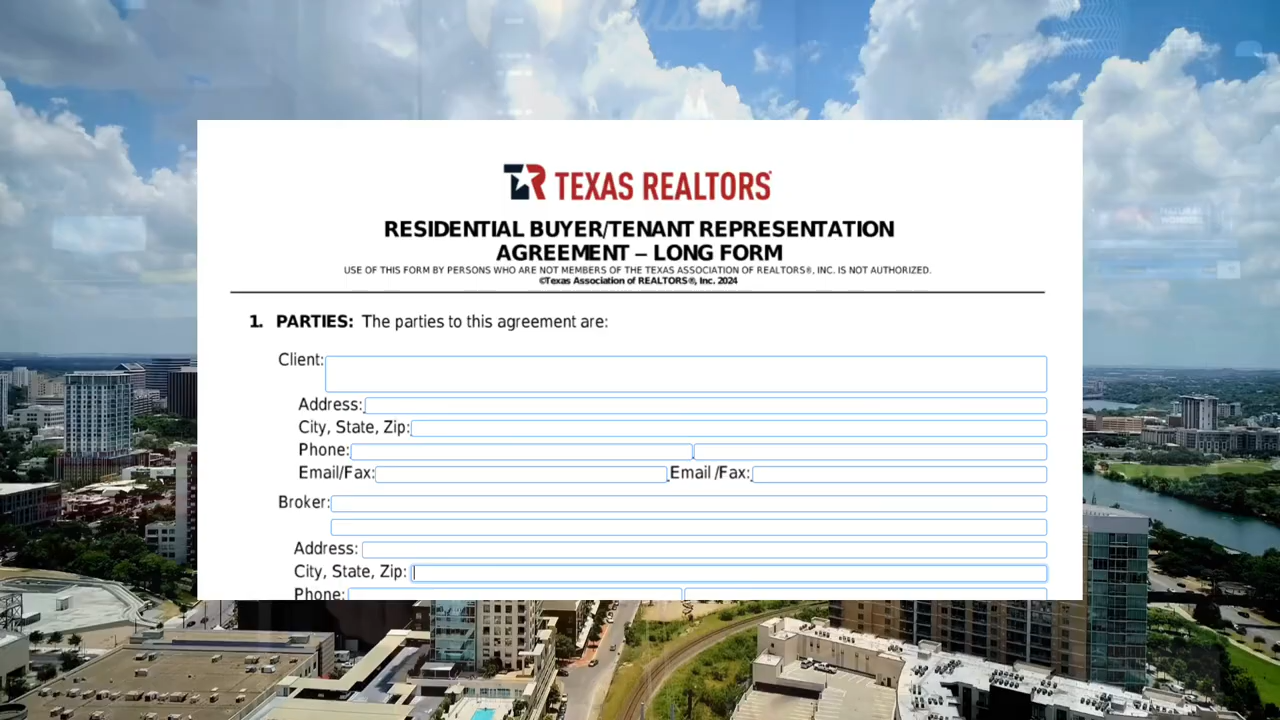 TEXAS REALTORS
RESIDENTIAL BUYER/TENANT REPRESENTATION
AGREEMENT – LONG FORM
USE OF THIS FORM BY PERSONS WHO ARE NOT MEMBERS OF THE TEXAS ASSOCIATION OF REALTORS®, INC. IS NOT AUTHORIZED.
©Texas Association of REALTORS®, Inc. 2024
1. PARTIES: The parties to this agreement are:
Client:
Address:
City, State, Zip:
Phone:
Email/Fax: Email /Fax:
Broker:
Address:
City, State, Zip:
Phone: